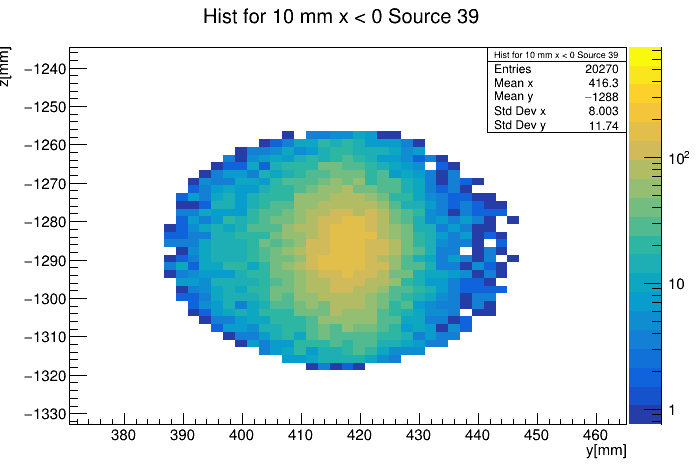 Hist for 10 mm x < 0 Source 39
z[mm]
Hist for 10 mm x < 0 Source 39
Entries 20270
Mean x 416.3
Mean y −1288
Std Dev x 8.003
Std Dev y 11.74
−1240
−1250
−1260
−1270
−1280
−1290
−1300
−1310
−1320
−1330
10²
10
1
380 390 400 410 420 430 440 450 460
y[mm]